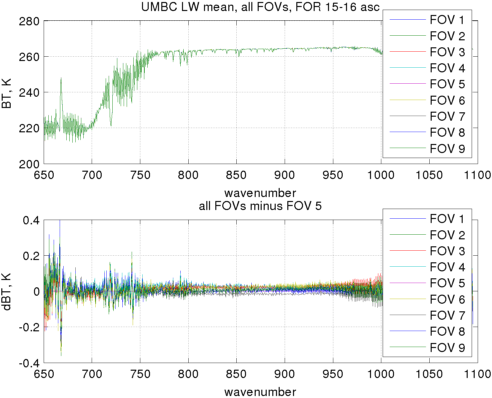 UMBC LW mean, all FOVs, FOR 15-16 asc
280
260
240
220
200
BT, K
650 700 750 800 850 900 950 1000 1050 1100
wavenumber
FOV 1
FOV 2
FOV 3
FOV 4
FOV 5
FOV 6
FOV 7
FOV 8
FOV 9
all FOVs minus FOV 5
0.4
0.2
0
-0.2
-0.4
dBT, K
650 700 750 800 850 900 950 1000 1050 1100
wavenumber
FOV 1
FOV 2
FOV 3
FOV 4
FOV 5
FOV 6
FOV 7
FOV 8
FOV 9